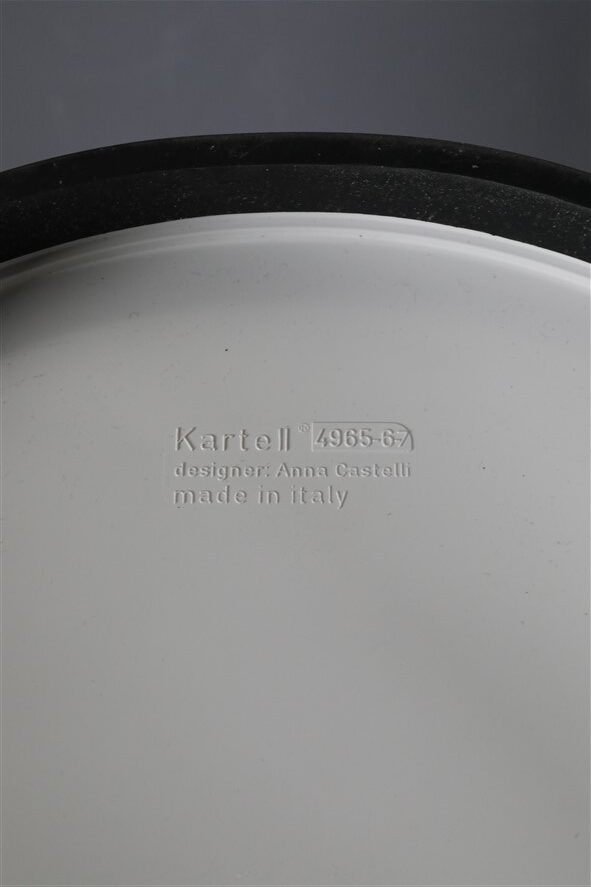 Kartell® 4965-67
designer: Anna Castelli
made in italy